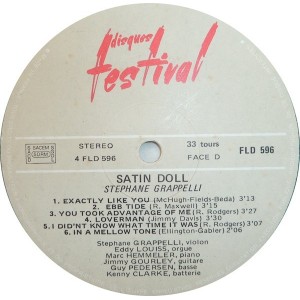 disques
festival
SATIN DOLL
STEPHANE GRAPPELLI
STEREO
4 FLD 596
33 tours
FACE D
FLD 596
SACEM
1. EXACTLY LIKE YOU (McHugh-Fields-Beda) 3'13
2. EBB TIDE (R. Maxwell) 3'31
3. YOU TOOK ADVANTAGE OF ME (R. Rodgers) 3'27
4. LOVERMAN (Jimmy Davis) 3'30
5. I DID'NT KNOW WHAT TIME IT WAS (R. Rodgers) 3'07
6. IN A MELLOW TONE (Ellington-Gabler) 2'06
Stephane GRAPPELLI, violon
Eddy LOUISS, orgue
Marc HEMMELER, piano
Jimmy GOURLEY, guitare
Guy PEDERSEN, basse
Kenny CLARKE, batterie